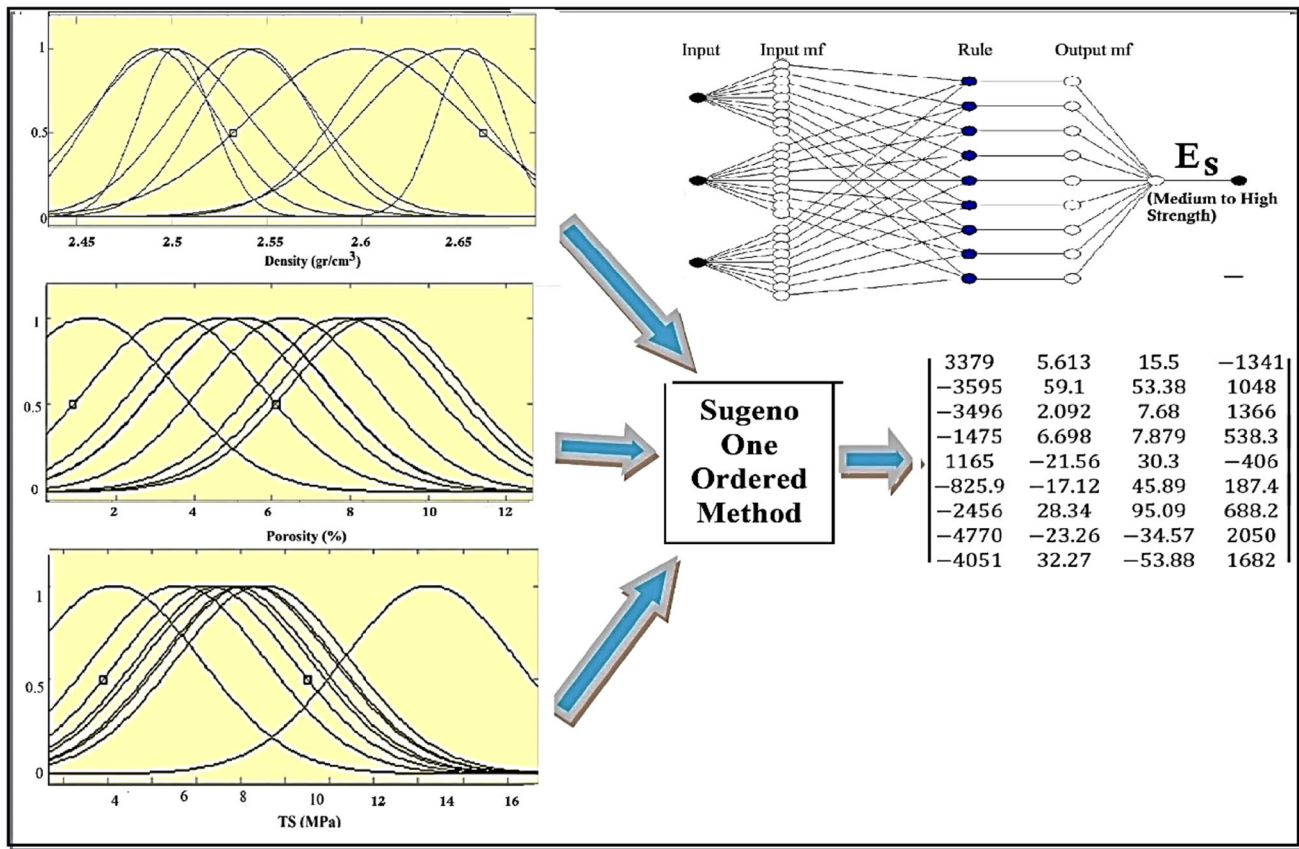 1
0.5
0
2.45 2.5 2.55 2.6 2.65
Density (gr/cm³)
1
0.5
0
2 4 6 8 10 12
Porosity (%)
1
0.5
0
4 6 8 10 12 14 16
TS (MPa)
Input Input mf Rule Output mf
Es
(Medium to High
Strength)
Sugeno
One
Ordered
Method
3379 5.613 15.5 −1341
−3595 59.1 53.38 1048
−3496 2.092 7.68 1366
−1475 6.698 7.879 538.3
1165 −21.56 30.3 −406
−825.9 −17.12 45.89 187.4
−2456 28.34 95.09 688.2
−4770 −23.26 −34.57 2050
−4051 32.27 −53.88 1682